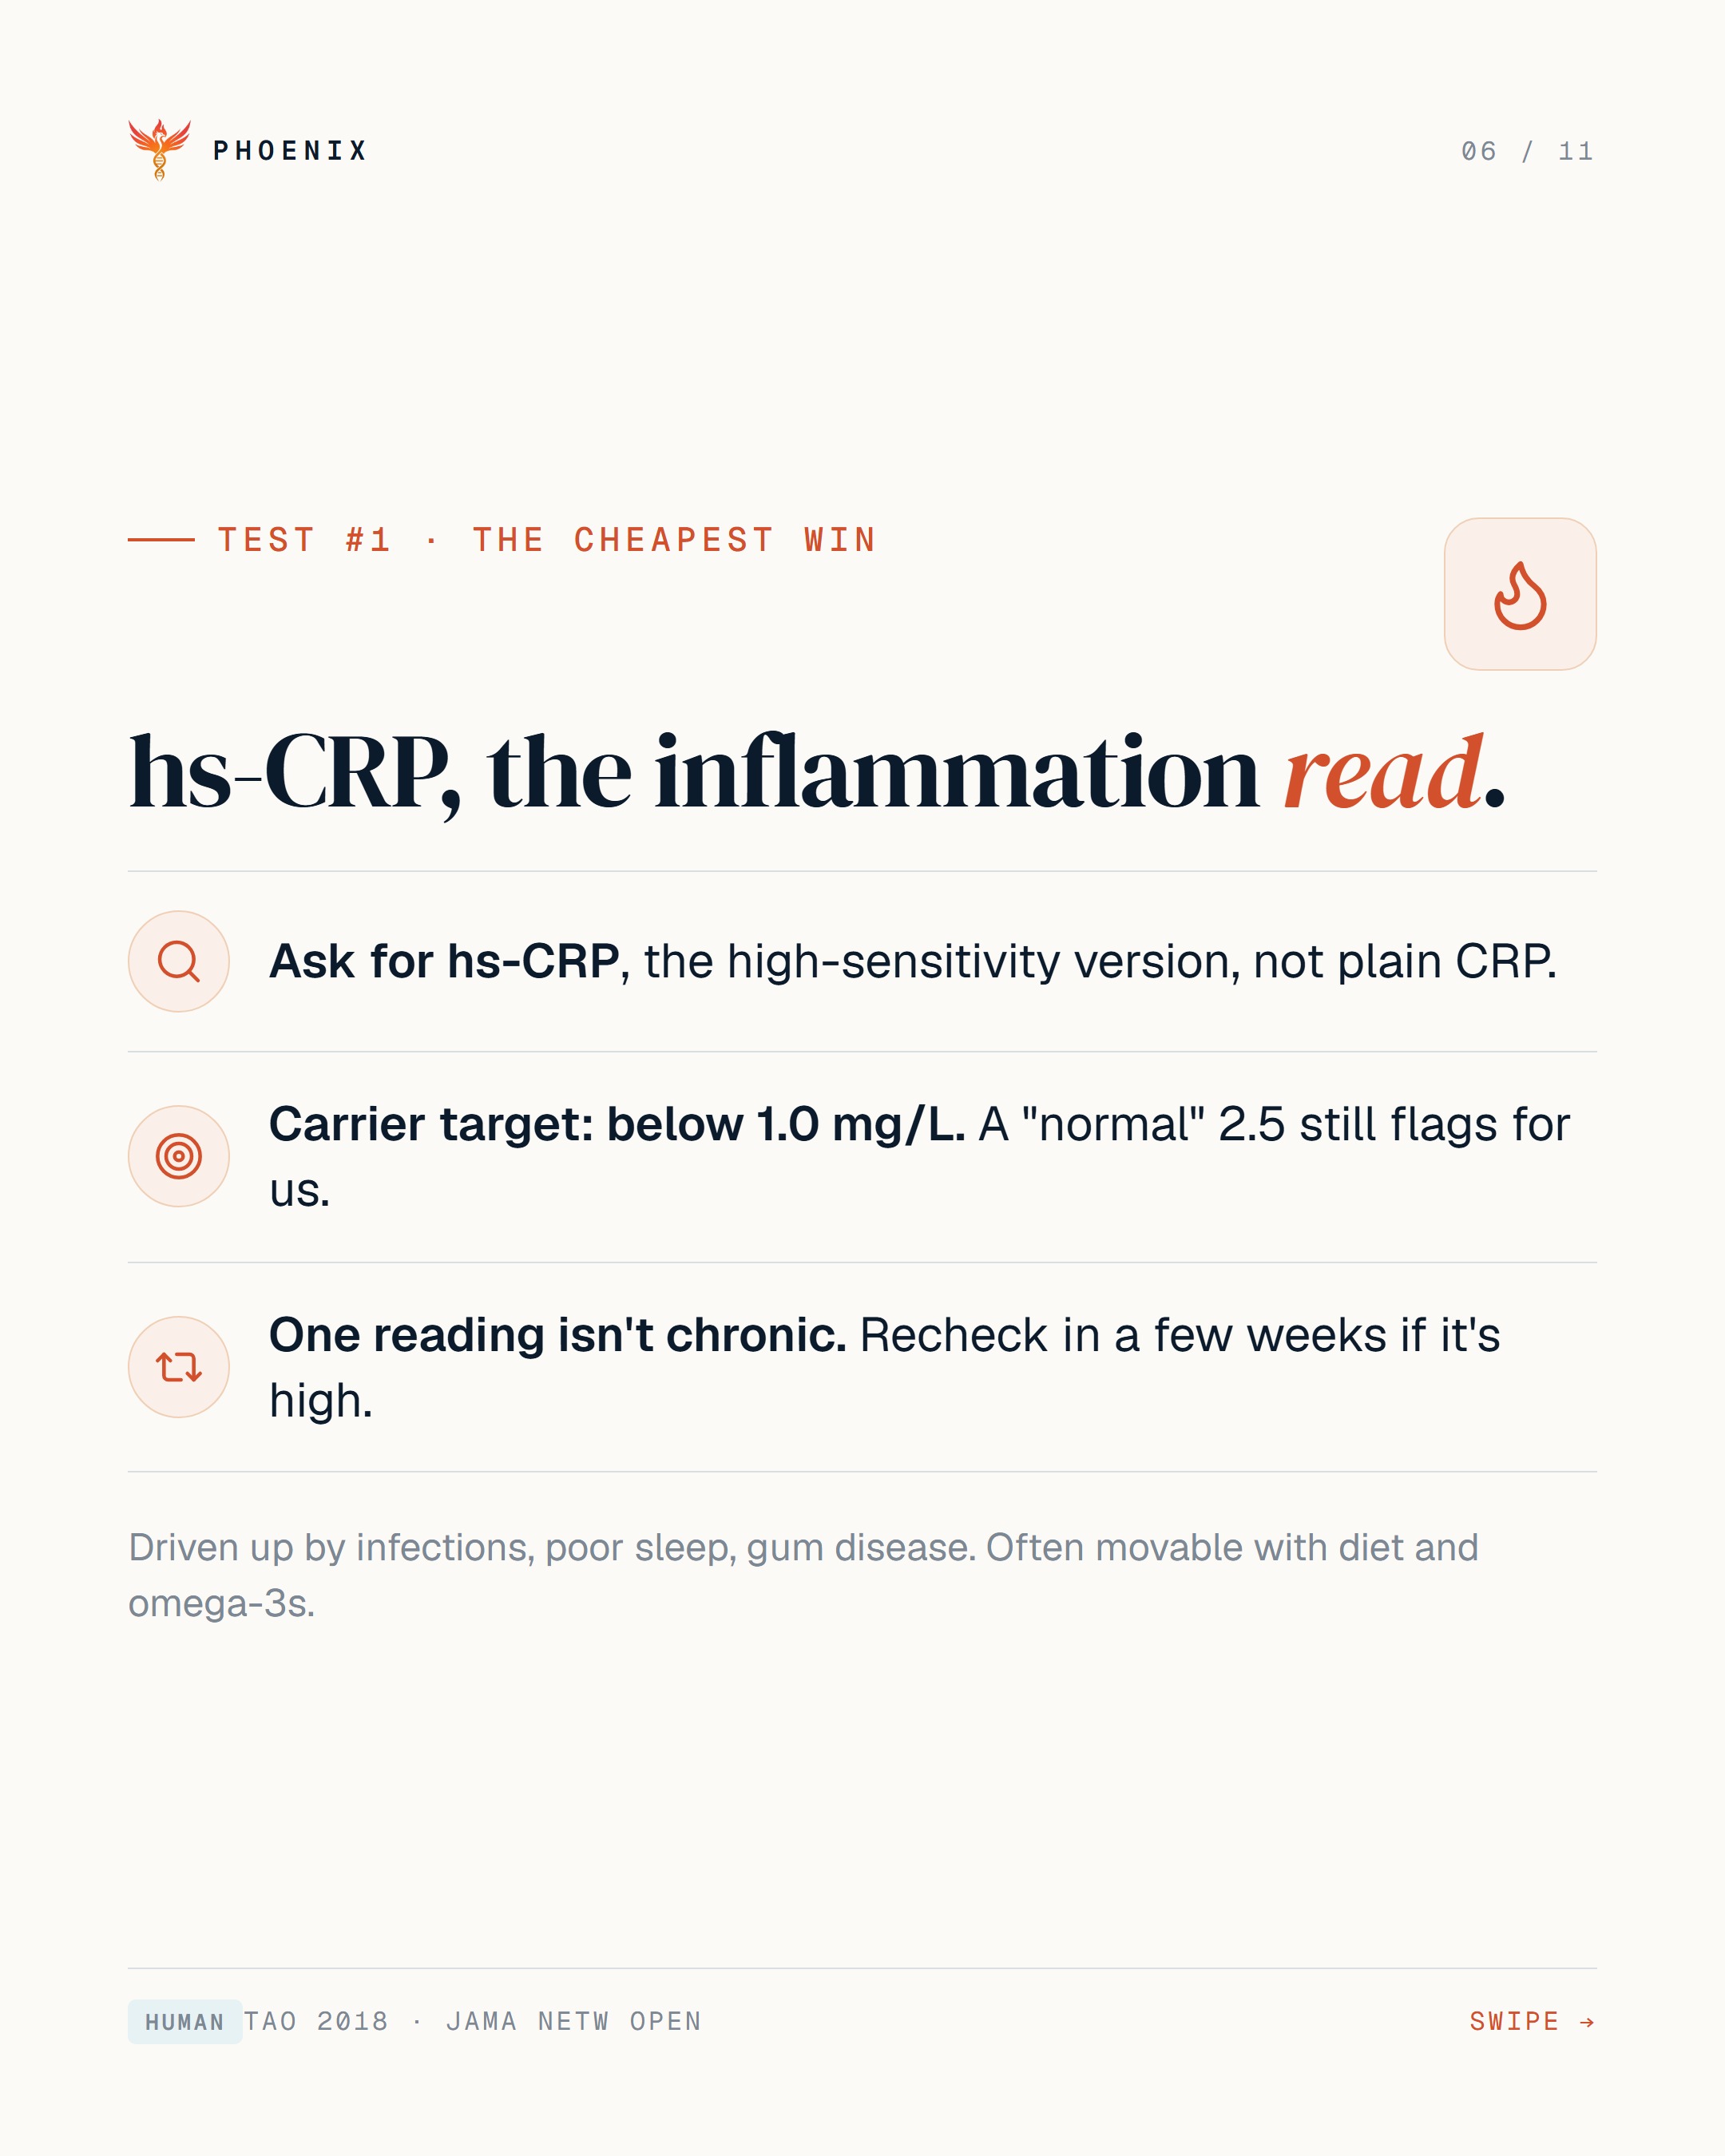 PHOENIX
06 / 11
TEST #1 · THE CHEAPEST WIN
hs-CRP, the inflammation read.
Ask for hs-CRP, the high-sensitivity version, not plain CRP.
Carrier target: below 1.0 mg/L. A "normal" 2.5 still flags for
us.
One reading isn't chronic. Recheck in a few weeks if it's
high.
Driven up by infections, poor sleep, gum disease. Often movable with diet and
omega-3s.
HUMAN TAO 2018 · JAMA NETW OPEN
SWIPE →